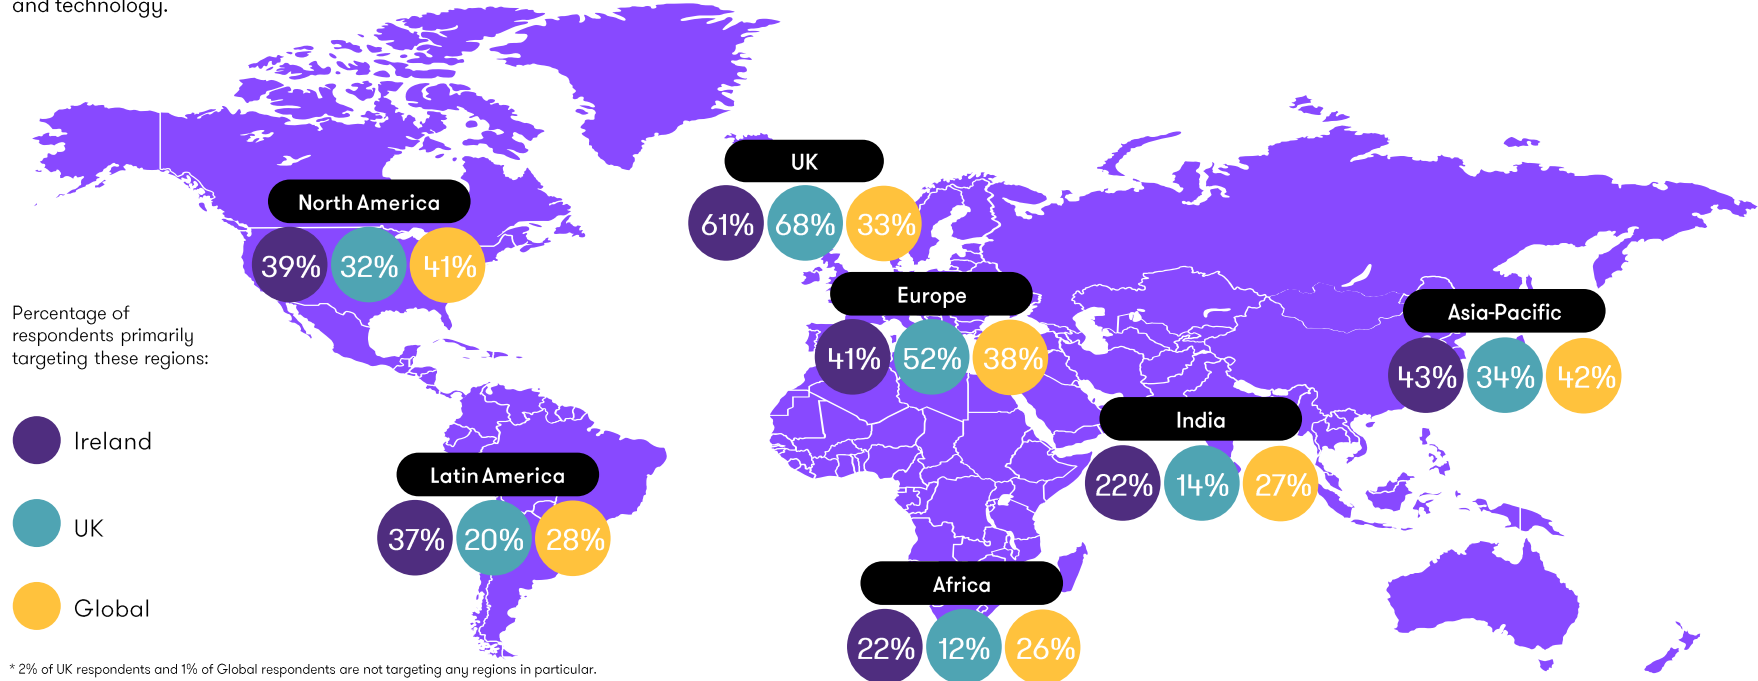 and technology.
UK
61% 68% 33%
North America
39% 32% 41%
Europe
41% 52% 38%
Asia-Pacific
43% 34% 42%
Percentage of
respondents primarily
targeting these regions:
India
22% 14% 27%
Ireland
Latin America
37% 20% 28%
UK
Africa
22% 12% 26%
Global
* 2% of UK respondents and 1% of Global respondents are not targeting any regions in particular.